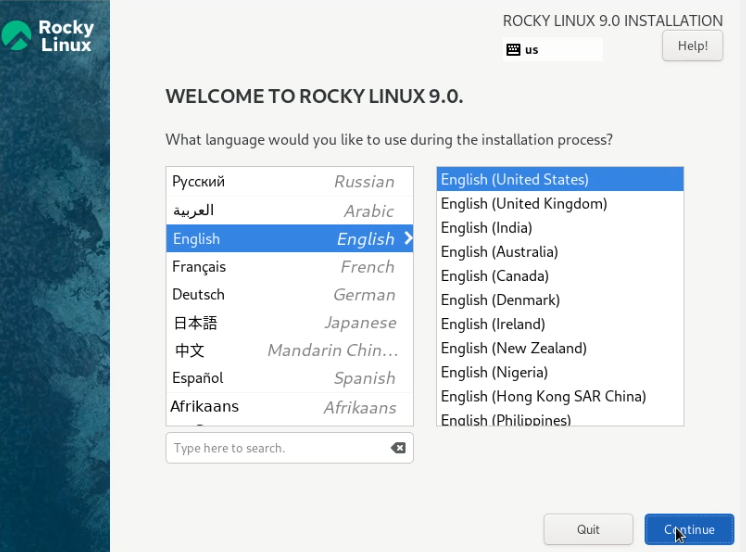 Rocky
Linux
ROCKY LINUX 9.0 INSTALLATION
us
Help!
WELCOME TO ROCKY LINUX 9.0.
What language would you like to use during the installation process?
Русский Russian
العربية Arabic
English English
Français French
Deutsch German
日本語 Japanese
中文 Mandarin Chin...
Español Spanish
Afrikaans Afrikaans
English (United States)
English (United Kingdom)
English (India)
English (Australia)
English (Canada)
English (Denmark)
English (Ireland)
English (New Zealand)
English (Nigeria)
English (Hong Kong SAR China)
English (Philippines)
Type here to search.
Quit
Continue